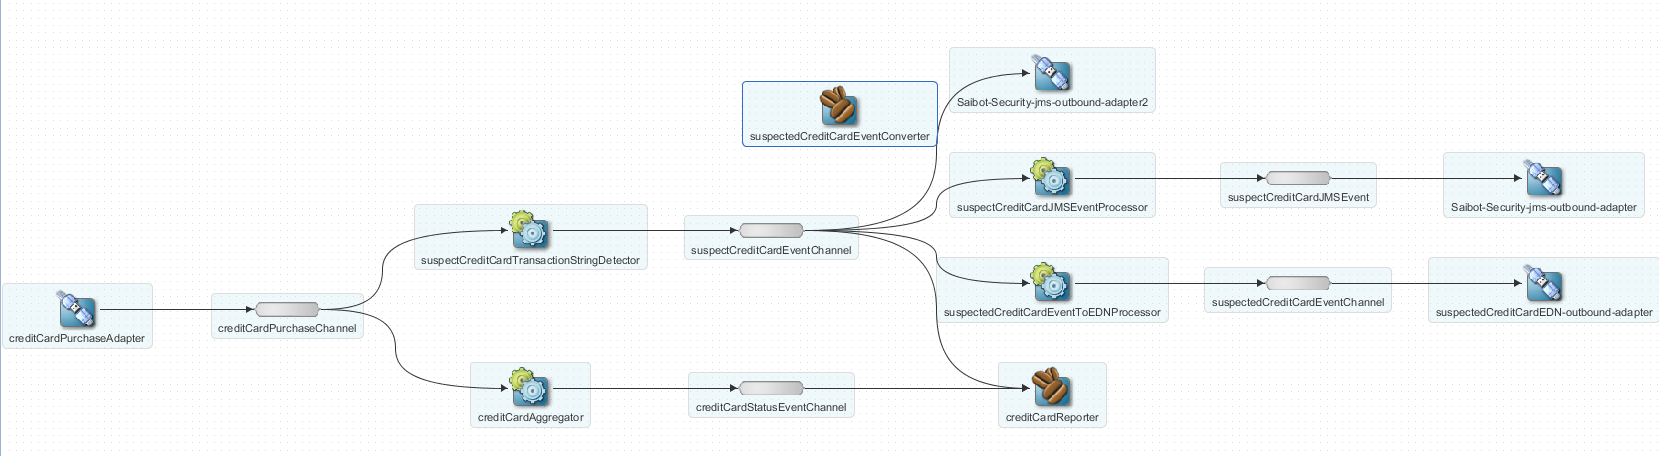 Saibot-Security-jms-outbound-adapter2
suspectedCreditCardEventConverter
suspectCreditCardJMSEventProcessor
suspectCreditCardJMSEvent
Saibot-Security-jms-outbound-adapter
suspectCreditCardTransactionStringDetector
suspectCreditCardEventChannel
suspectedCreditCardEventToEDNProcessor
suspectedCreditCardEventChannel
suspectedCreditCardEDN-outbound-adapter
creditCardPurchaseAdapter
creditCardPurchaseChannel
creditCardAggregator
creditCardStatusEventChannel
creditCardReporter